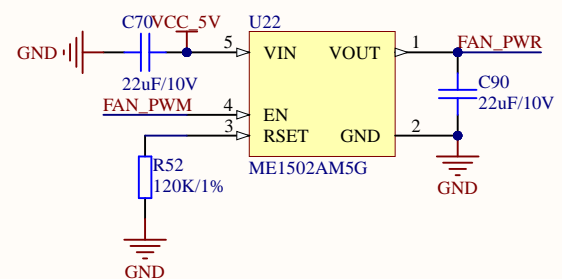 C70
VCC_5V
U22
GND
5
VIN
VOUT
1
FAN_PWR
22uF/10V
C90
22uF/10V
FAN_PWM
4
EN
3
RSET
GND
2
R52
120K/1%
ME1502AM5G
GND
GND